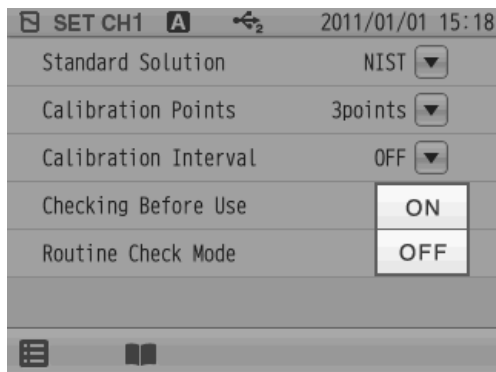 SET CH1 A 2 2011/01/01 15:18
Standard Solution NIST
Calibration Points 3points
Calibration Interval OFF
Checking Before Use ON
Routine Check Mode OFF